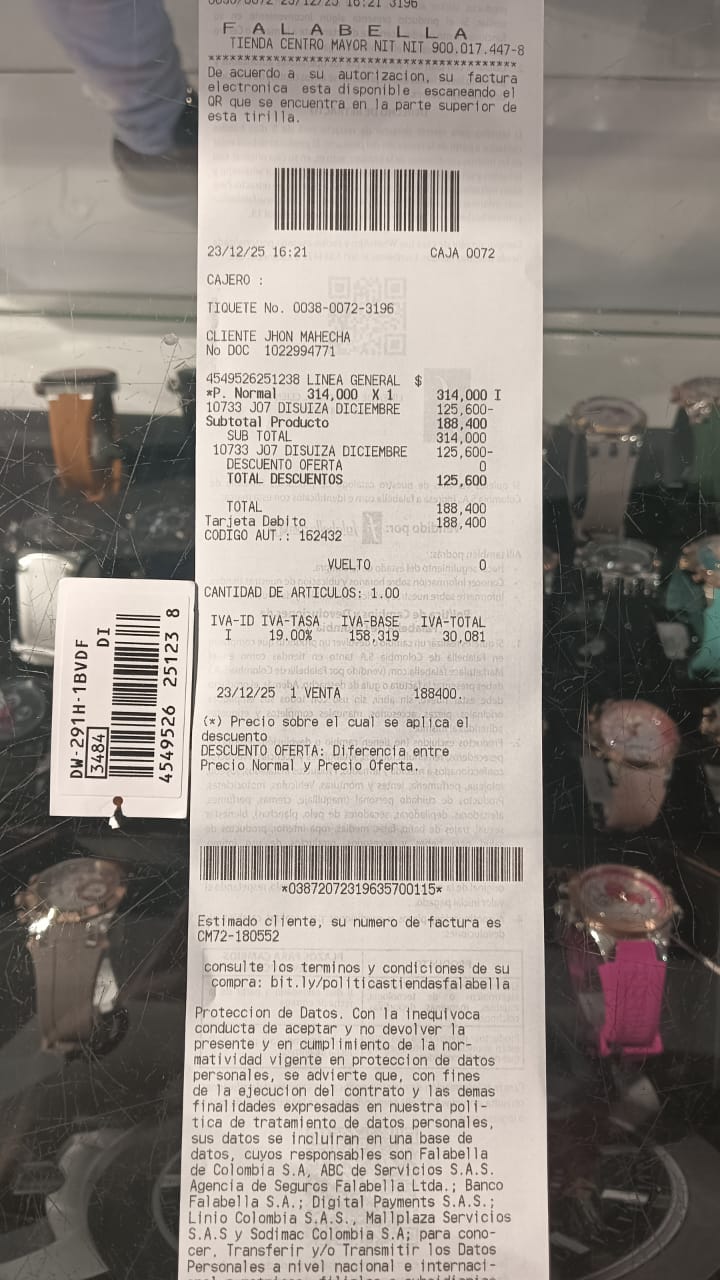 0038/0072 23/12/25 16:21 3196
F A L A B E L L A
TIENDA CENTRO MAYOR NIT NIT 900.017.447-8
De acuerdo a su autorizacion, su factura
electronica esta disponible escaneando el
QR que se encuentra en la parte superior de
esta tirilla.
23/12/25 16:21 CAJA 0072
CAJERO :
TIQUETE No. 0038-0072-3196
CLIENTE JHON MAHECHA
No DOC 1022994771
4549526251238 LINEA GENERAL $
*P. Normal 314,000 X 1 314,000 I
10733 J07 DISUIZA DICIEMBRE 125,600-
Subtotal Producto 188,400
SUB TOTAL 314,000
10733 J07 DISUIZA DICIEMBRE 125,600-
DESCUENTO OFERTA 0
TOTAL DESCUENTOS 125,600
TOTAL 188,400
Tarjeta Debito 188,400
CODIGO AUT.: 162432
VUELTO 0
CANTIDAD DE ARTICULOS: 1.00
IVA-ID IVA-TASA IVA-BASE IVA-TOTAL
I 19.00% 158,319 30,081
23/12/25 1 VENTA 188400.
(*) Precio sobre el cual se aplica el
descuento
DESCUENTO OFERTA: Diferencia entre
Precio Normal y Precio Oferta.
*03872072319635700115*
Estimado cliente, su numero de factura es
CM72-180552
consulte los terminos y condiciones de su
compra: bit.ly/politicastiendasfalabella
Proteccion de Datos. Con la inequivoca
conducta de aceptar y no devolver la
presente y en cumplimiento de la nor-
matividad vigente en proteccion de datos
personales, se advierte que, con fines
de la ejecucion del contrato y las demas
finalidades expresadas en nuestra poli-
tica de tratamiento de datos personales,
sus datos se incluiran en una base de
datos, cuyos responsables son Falabella
de Colombia S.A, ABC de Servicios S.A.S.
Agencia de Seguros Falabella Ltda.; Banco
Falabella S.A.; Digital Payments S.A.S.;
Linio Colombia S.A.S., Mallplaza Servicios
S.A.S y Sodimac Colombia S.A; para cono-
cer, Transferir y/o Transmitir los Datos
Personales a nivel nacional e internaci-
DW-291H-1BVDF
DI
3484
4549526 25123 8